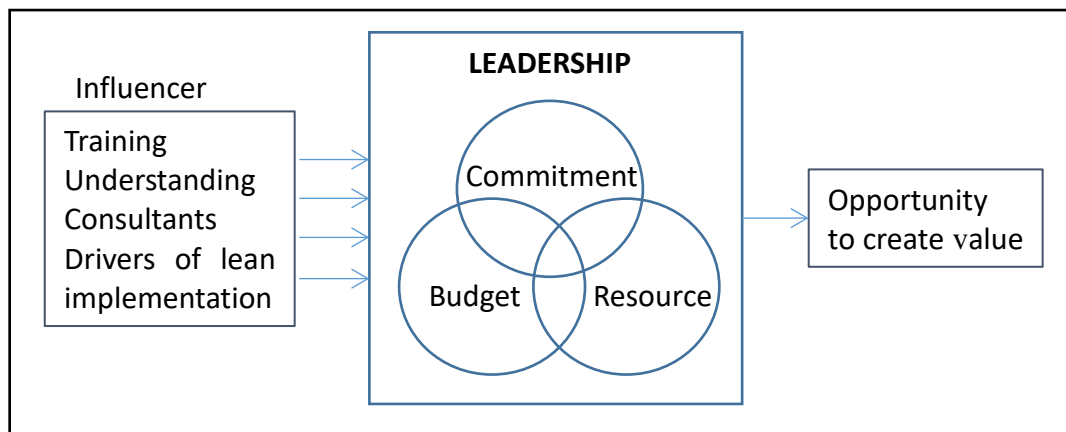 Influencer
Training
Understanding
Consultants
Drivers of lean
implementation
LEADERSHIP
Commitment
Budget
Resource
Opportunity
to create value